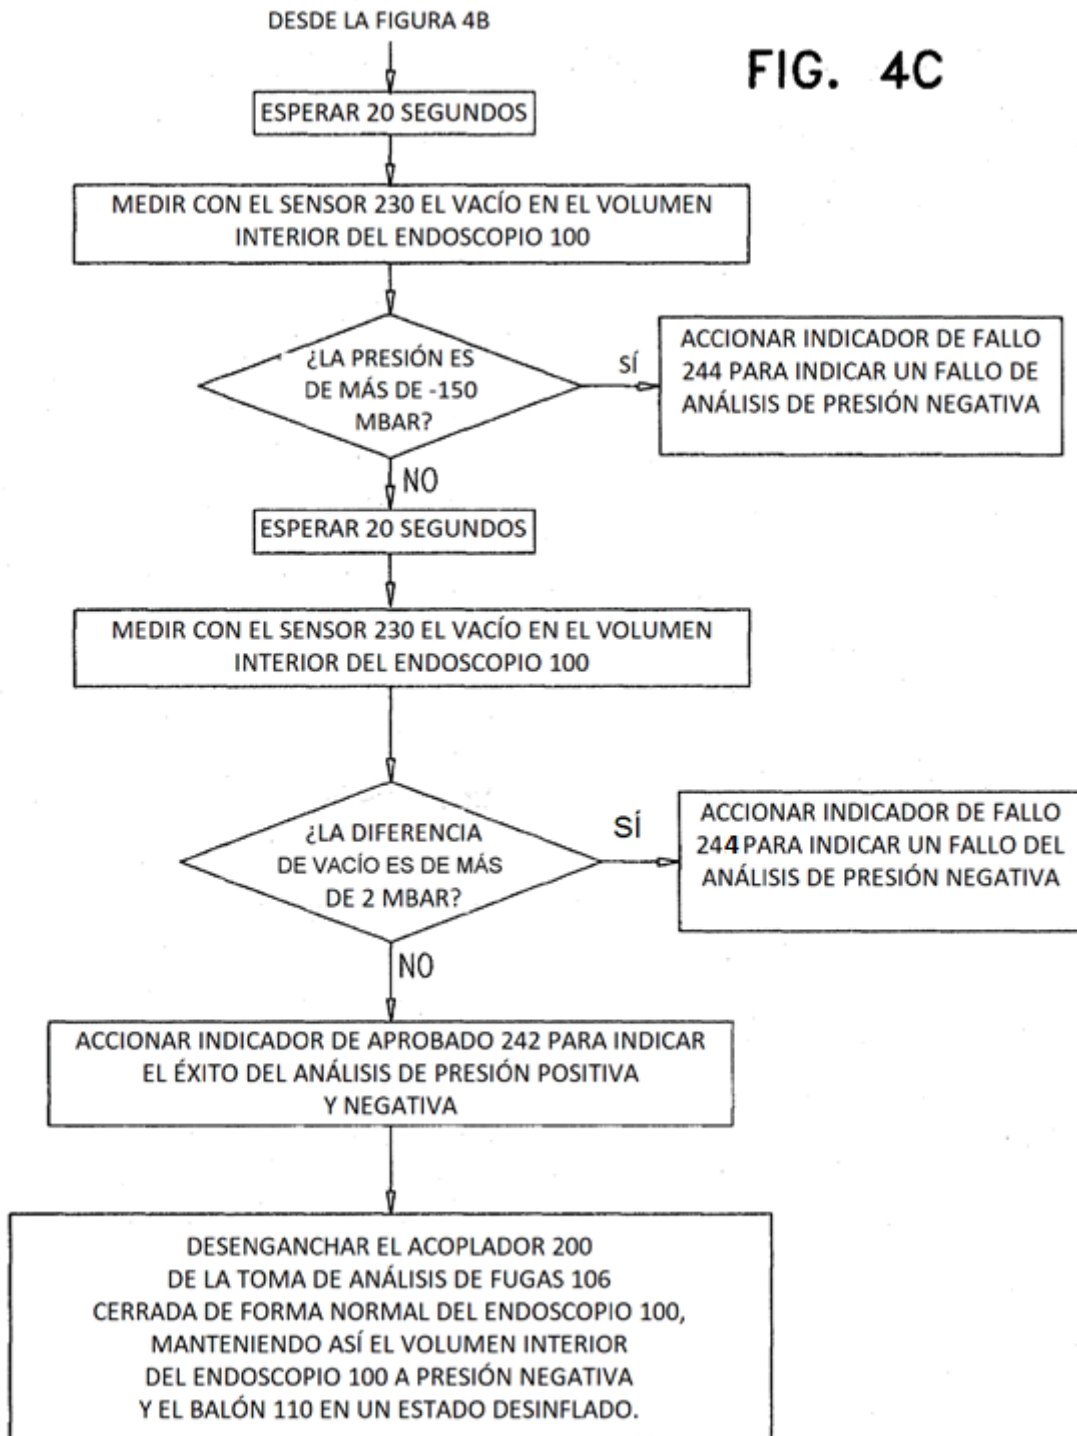 DESDE LA FIGURA 4B
FIG. 4C
ESPERAR 20 SEGUNDOS
MEDIR CON EL SENSOR 230 EL VACÍO EN EL VOLUMEN
INTERIOR DEL ENDOSCOPIO 100
¿LA PRESIÓN ES
DE MÁS DE -150
MBAR?
SÍ
ACCIONAR INDICADOR DE FALLO
244 PARA INDICAR UN FALLO DE
ANÁLISIS DE PRESIÓN NEGATIVA
NO
ESPERAR 20 SEGUNDOS
MEDIR CON EL SENSOR 230 EL VACÍO EN EL VOLUMEN
INTERIOR DEL ENDOSCOPIO 100
¿LA DIFERENCIA
DE VACÍO ES DE MÁS
DE 2 MBAR?
SÍ
ACCIONAR INDICADOR DE FALLO
244 PARA INDICAR UN FALLO DEL
ANÁLISIS DE PRESIÓN NEGATIVA
NO
ACCIONAR INDICADOR DE APROBADO 242 PARA INDICAR
EL ÉXITO DEL ANÁLISIS DE PRESIÓN POSITIVA
Y NEGATIVA
DESENGANCHAR EL ACOPLADOR 200
DE LA TOMA DE ANÁLISIS DE FUGAS 106
CERRADA DE FORMA NORMAL DEL ENDOSCOPIO 100,
MANTENIENDO ASÍ EL VOLUMEN INTERIOR
DEL ENDOSCOPIO 100 A PRESIÓN NEGATIVA
Y EL BALÓN 110 EN UN ESTADO DESINFLADO.